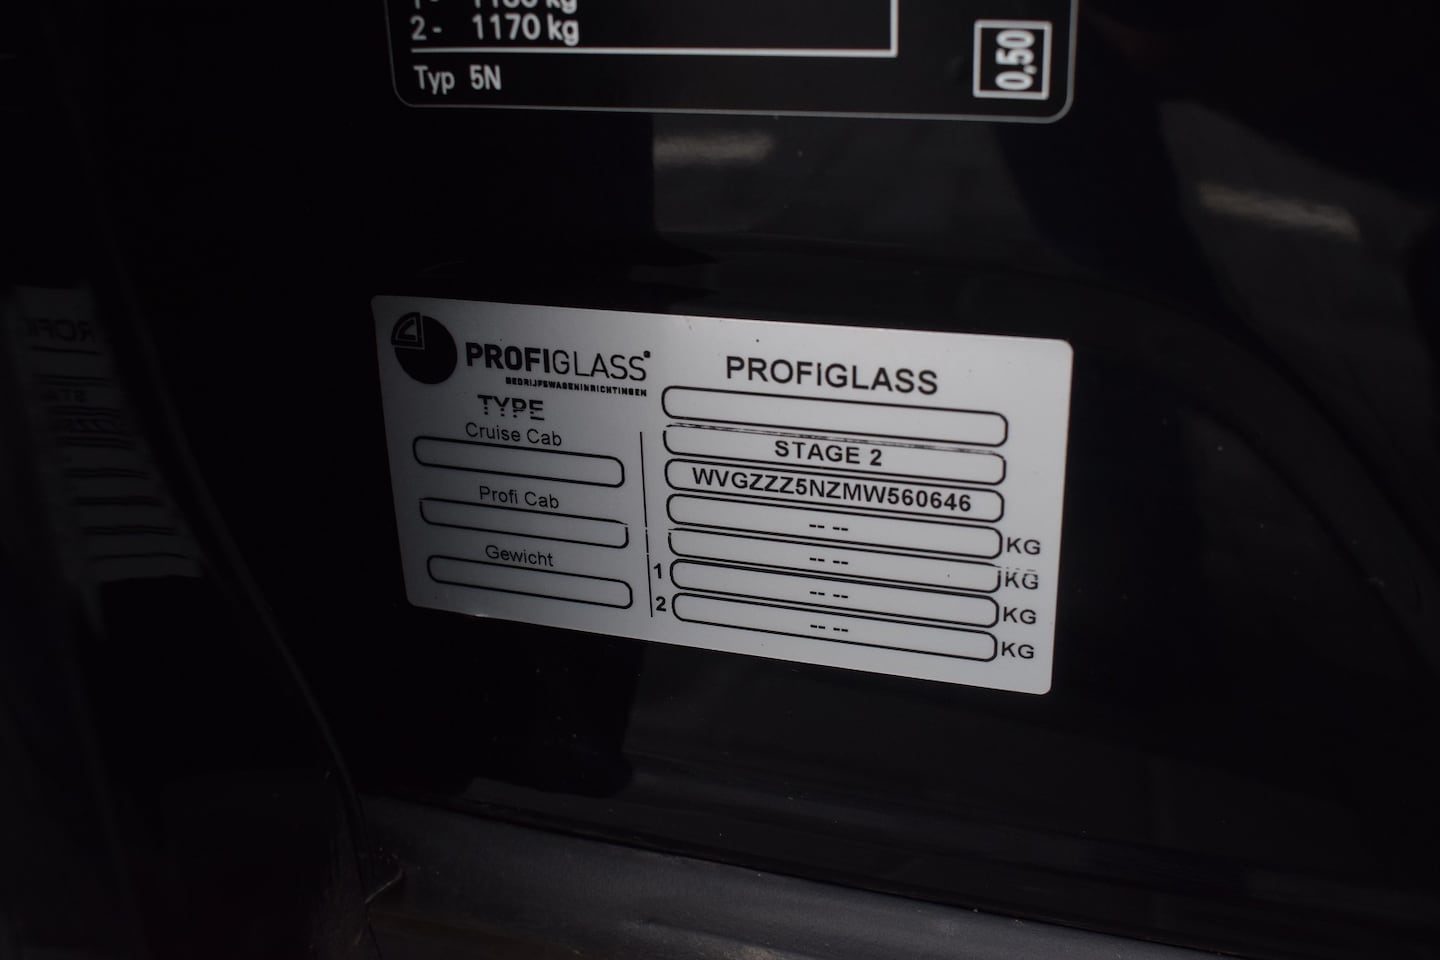 2- 1170 kg
Typ 5N
0,50
PROFIGLASS
BEDRIJFSWAGENINRICHTINGEN
TYPE
Cruise Cab
Profi Cab
Gewicht
PROFiGLASS
STAGE 2
WVGZZZ5NZMW560646
-- -- KG
-- -- KG
1 -- -- KG
2 -- -- KG